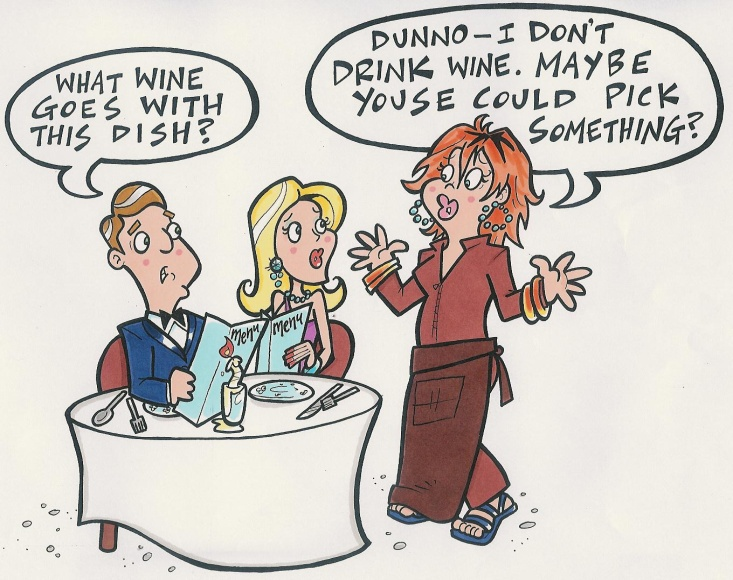 WHAT WINE
GOES WITH
THIS DISH?
DUNNO–I DON'T
DRINK WINE. MAYBE
YOUSE COULD PICK
SOMETHING?
menu
menu